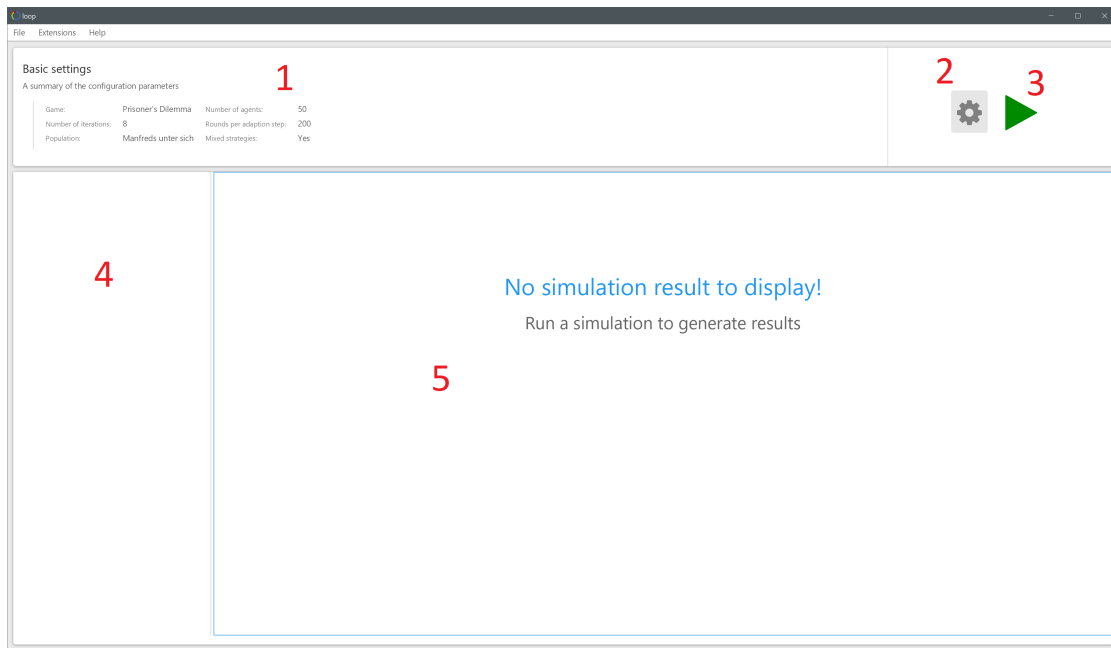 loop
File Extensions Help
Basic settings
A summary of the configuration parameters
1
2
3
Game: Prisoner's Dilemma Number of agents: 50
Number of iterations: 8 Rounds per adaption step: 200
Population: Manfreds unter sich Mixed strategies: Yes
4
No simulation result to display!
Run a simulation to generate results
5